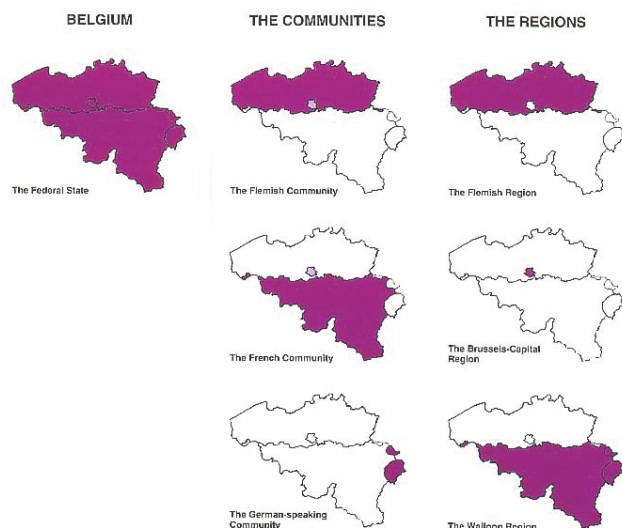 BELGIUM
THE COMMUNITIES
THE REGIONS
The Federal State
The Flemish Community
The Flemish Region
The French Community
The Brussels-Capital
Region
The German-speaking
Community
The Walloon Region